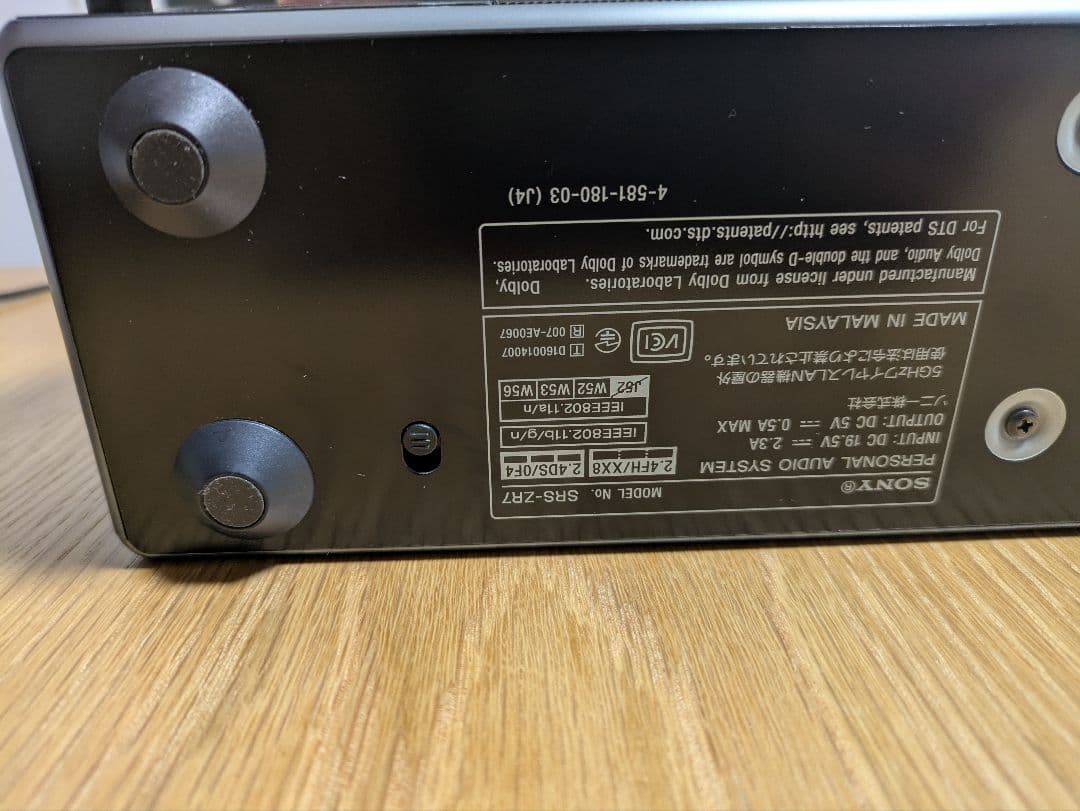 SONY®
MODEL No. SRS-ZR7
PERSONAL AUDIO SYSTEM
INPUT: DC 19.5V ⎓ 2.3A
OUTPUT: DC 5V ⎓ 0.5A MAX
ソニー株式会社
5GHzワイヤレスLAN機器の屋外
使用は法令により禁止されています。
MADE IN MALAYSIA
2.4FH/XX8
2.4DS/OF4
IEEE802.11b/g/n
IEEE802.11a/n
J52 W52 W53 W56
VCI
T D160014007
R 007-AE0067
Manufactured under license from Dolby Laboratories. Dolby,
Dolby Audio, and the double-D symbol are trademarks of Dolby Laboratories.
For DTS patents, see http://patents.dts.com.
4-581-180-03 (J4)